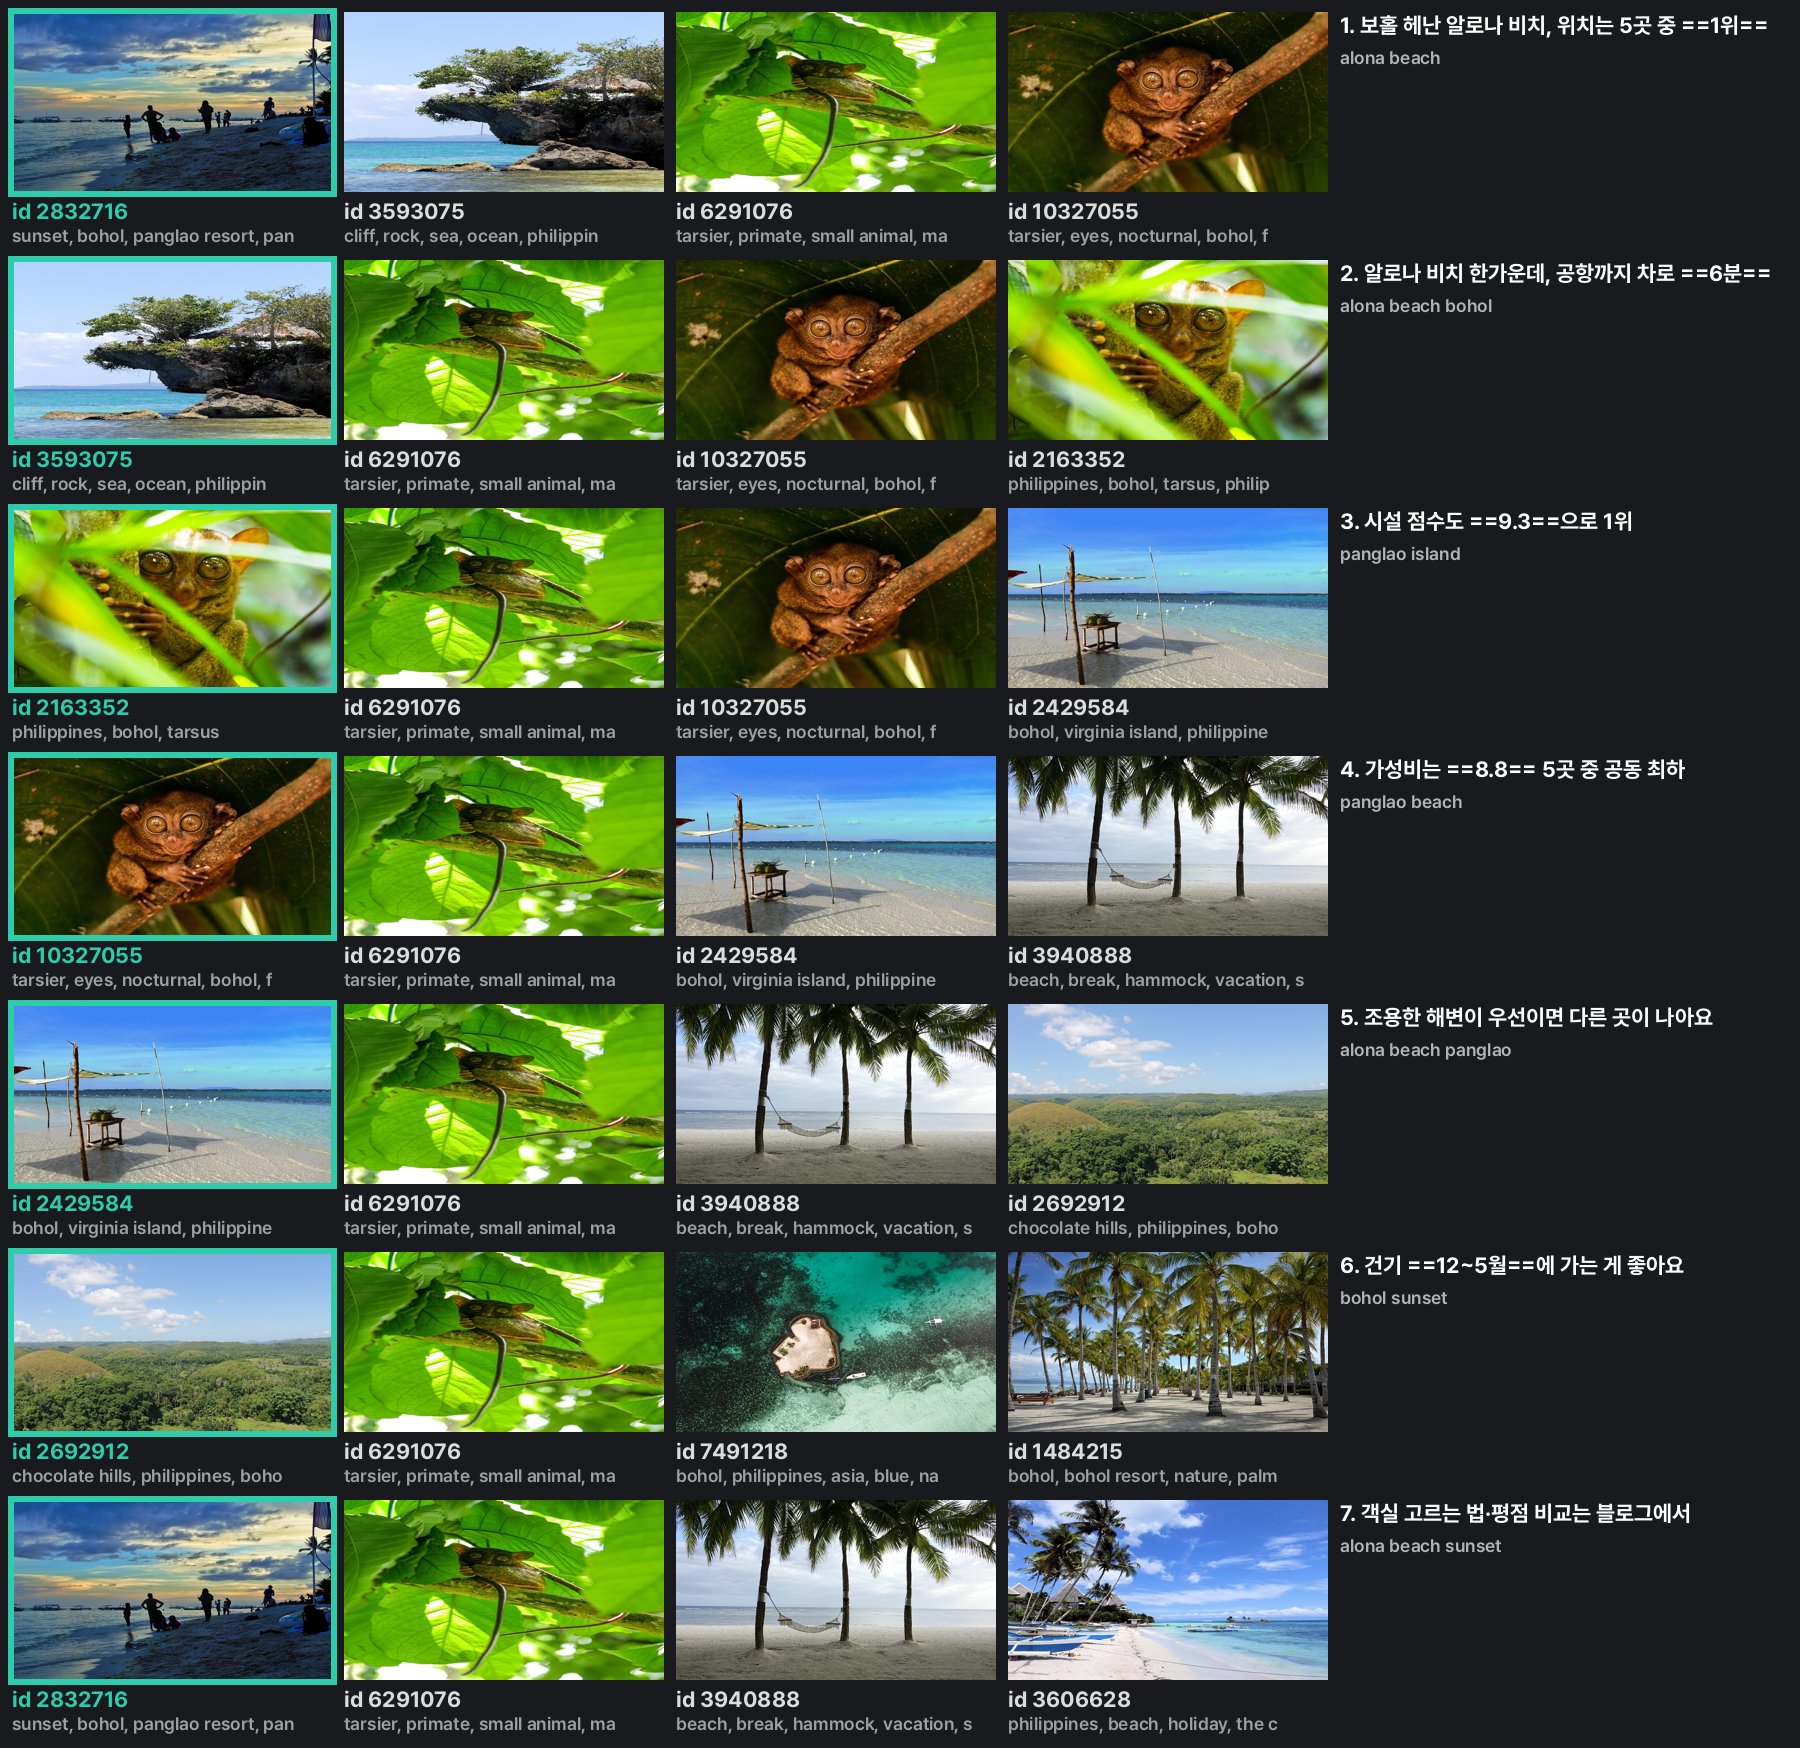 1. 보홀 헤난 알로나 비치, 위치는 5곳 중 ==1위==
alona beach
id 2832716
sunset, bohol, panglao resort, pan
id 3593075
cliff, rock, sea, ocean, philippin
id 6291076
tarsier, primate, small animal, ma
id 10327055
tarsier, eyes, nocturnal, bohol, f
2. 알로나 비치 한가운데, 공항까지 차로 ==6분==
alona beach bohol
id 3593075
cliff, rock, sea, ocean, philippin
id 6291076
tarsier, primate, small animal, ma
id 10327055
tarsier, eyes, nocturnal, bohol, f
id 2163352
philippines, bohol, tarsus, philip
3. 시설 점수도 ==9.3==으로 1위
panglao island
id 2163352
philippines, bohol, tarsus
id 6291076
tarsier, primate, small animal, ma
id 10327055
tarsier, eyes, nocturnal, bohol, f
id 2429584
bohol, virginia island, philippine
4. 가성비는 ==8.8== 5곳 중 공동 최하
panglao beach
id 10327055
tarsier, eyes, nocturnal, bohol, f
id 6291076
tarsier, primate, small animal, ma
id 2429584
bohol, virginia island, philippine
id 3940888
beach, break, hammock, vacation, s
5. 조용한 해변이 우선이면 다른 곳이 나아요
alona beach panglao
id 2429584
bohol, virginia island, philippine
id 6291076
tarsier, primate, small animal, ma
id 3940888
beach, break, hammock, vacation, s
id 2692912
chocolate hills, philippines, boho
6. 건기 ==12~5월==에 가는 게 좋아요
bohol sunset
id 2692912
chocolate hills, philippines, boho
id 6291076
tarsier, primate, small animal, ma
id 7491218
bohol, philippines, asia, blue, na
id 1484215
bohol, bohol resort, nature, palm
7. 객실 고르는 법·평점 비교는 블로그에서
alona beach sunset
id 2832716
sunset, bohol, panglao resort, pan
id 6291076
tarsier, primate, small animal, ma
id 3940888
beach, break, hammock, vacation, s
id 3606628
philippines, beach, holiday, the c